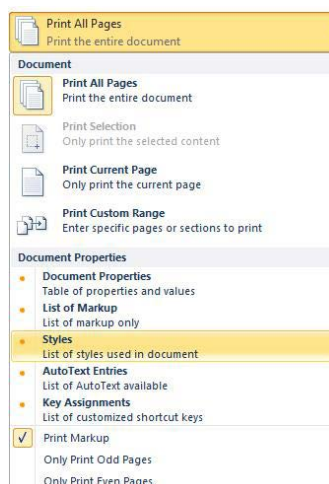 Print All Pages
Print the entire document
Document
Print All Pages
Print the entire document
Print Selection
Only print the selected content
Print Current Page
Only print the current page
Print Custom Range
Enter specific pages or sections to print
Document Properties
Document Properties
Table of properties and values
List of Markup
List of markup only
Styles
List of styles used in document
AutoText Entries
List of AutoText available
Key Assignments
List of customized shortcut keys
Print Markup
Only Print Odd Pages
Only Print Even Pages